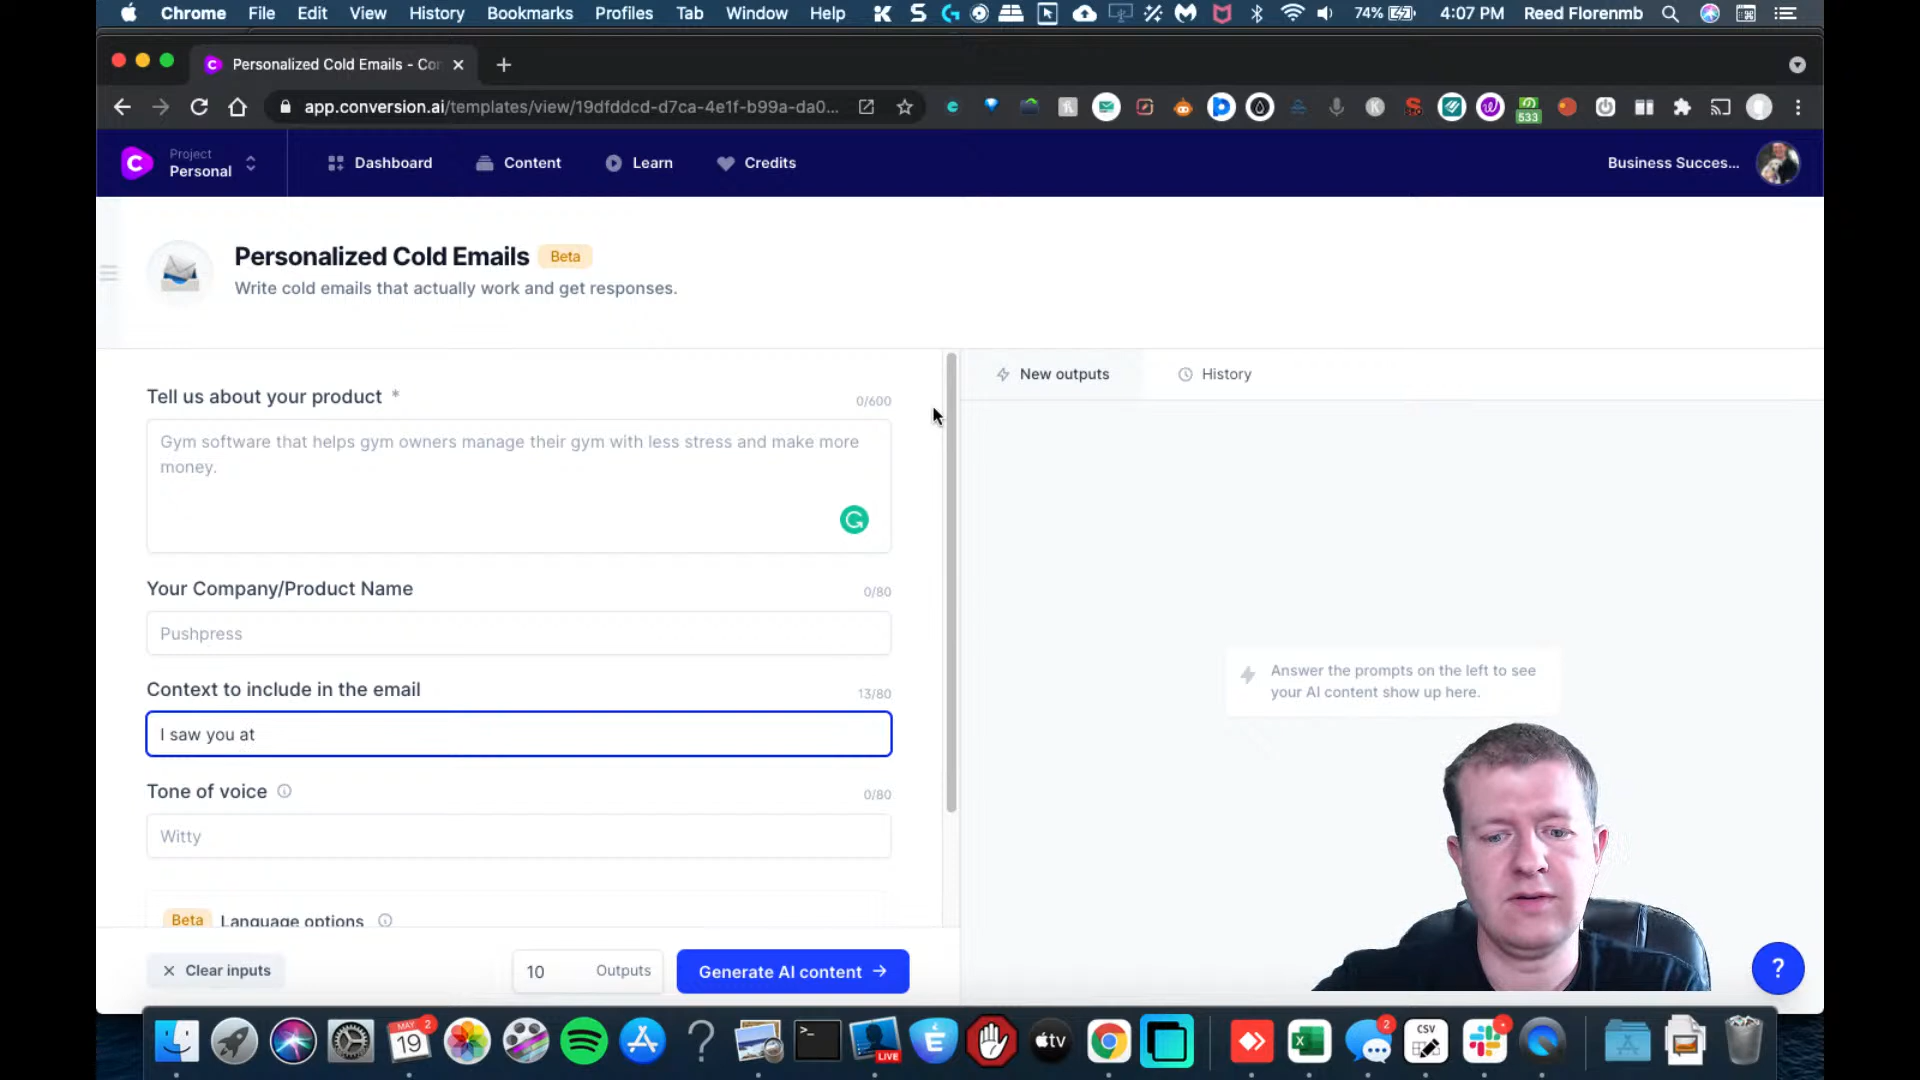 Chrome File Edit View History Bookmarks Profiles Tab Window Help 74% 4:07 PM Reed Florenmb
Personalized Cold Emails - Co
app.conversion.ai/templates/view/19dfddcd-d7ca-4e1f-b99a-da0...
533
Project
Personal
Dashboard
Content
Learn
Credits
Business Succes...
Personalized Cold Emails Beta
Write cold emails that actually work and get responses.
Tell us about your product *
0/600
Gym software that helps gym owners manage their gym with less stress and make more
money.
Your Company/Product Name
0/80
Pushpress
Context to include in the email
13/80
I saw you at
Tone of voice
0/80
Witty
Beta Language options
Clear inputs
10 Outputs
Generate AI content
New outputs
History
Answer the prompts on the left to see
your AI content show up here.
?
MAY 2
19
LIVE
tv
2
CSV